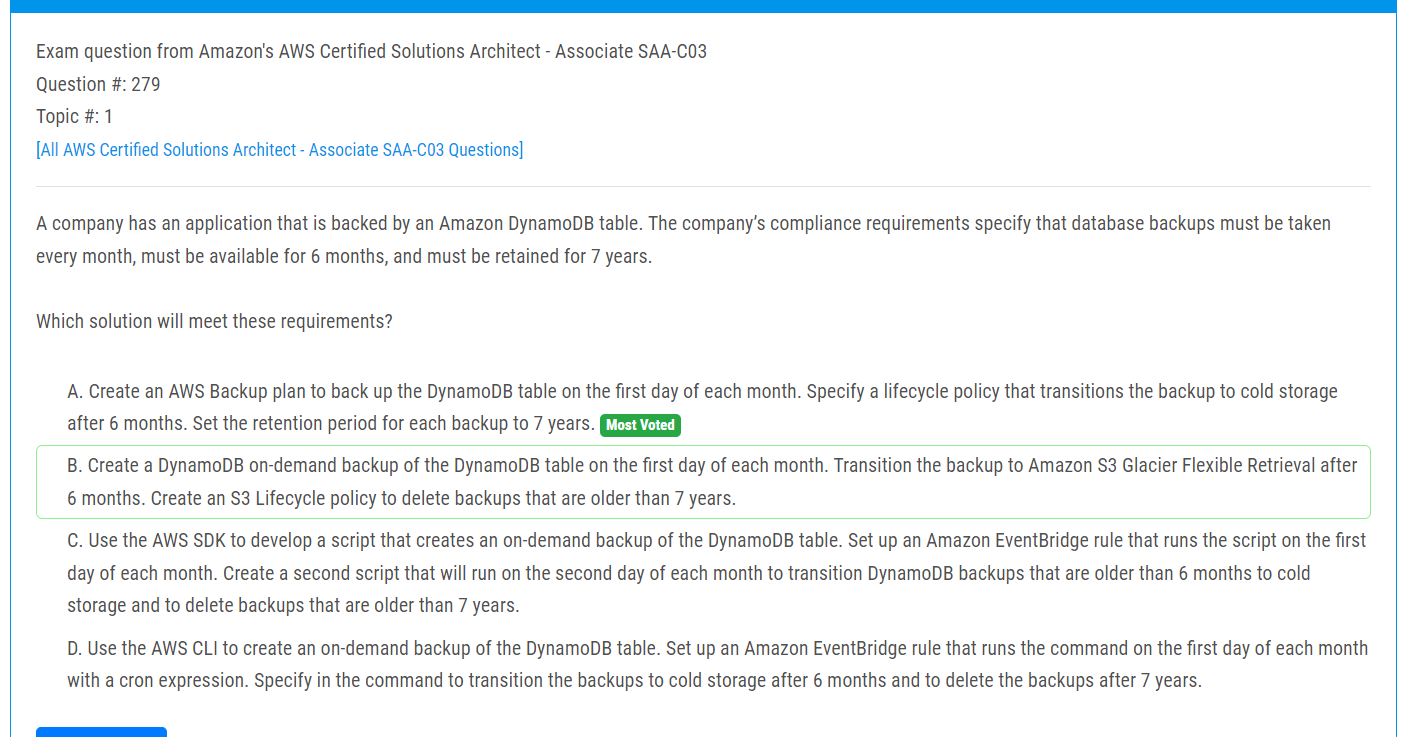 Exam question from Amazon's AWS Certified Solutions Architect - Associate SAA-C03
Question #: 279
Topic #: 1
[All AWS Certified Solutions Architect - Associate SAA-C03 Questions]
A company has an application that is backed by an Amazon DynamoDB table. The company’s compliance requirements specify that database backups must be taken
every month, must be available for 6 months, and must be retained for 7 years.
Which solution will meet these requirements?
A. Create an AWS Backup plan to back up the DynamoDB table on the first day of each month. Specify a lifecycle policy that transitions the backup to cold storage
after 6 months. Set the retention period for each backup to 7 years. Most Voted
B. Create a DynamoDB on-demand backup of the DynamoDB table on the first day of each month. Transition the backup to Amazon S3 Glacier Flexible Retrieval after
6 months. Create an S3 Lifecycle policy to delete backups that are older than 7 years.
C. Use the AWS SDK to develop a script that creates an on-demand backup of the DynamoDB table. Set up an Amazon EventBridge rule that runs the script on the first
day of each month. Create a second script that will run on the second day of each month to transition DynamoDB backups that are older than 6 months to cold
storage and to delete backups that are older than 7 years.
D. Use the AWS CLI to create an on-demand backup of the DynamoDB table. Set up an Amazon EventBridge rule that runs the command on the first day of each month
with a cron expression. Specify in the command to transition the backups to cold storage after 6 months and to delete the backups after 7 years.